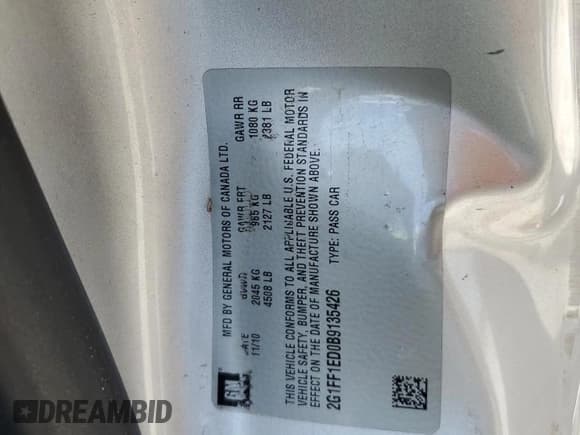 GM
MFD BY GENERAL MOTORS OF CANADA LTD.
DATE GVWR GAWR FRT GAWR RR
11/10 2045 KG 965 KG 1080 KG
4508 LB 2127 LB 2381 LB
THIS VEHICLE CONFORMS TO ALL APPLICABLE U.S. FEDERAL MOTOR
VEHICLE SAFETY, BUMPER, AND THEFT PREVENTION STANDARDS IN
EFFECT ON THE DATE OF MANUFACTURE SHOWN ABOVE.
2G1FF1ED0B9135426 TYPE: PASS CAR
DREAMBID